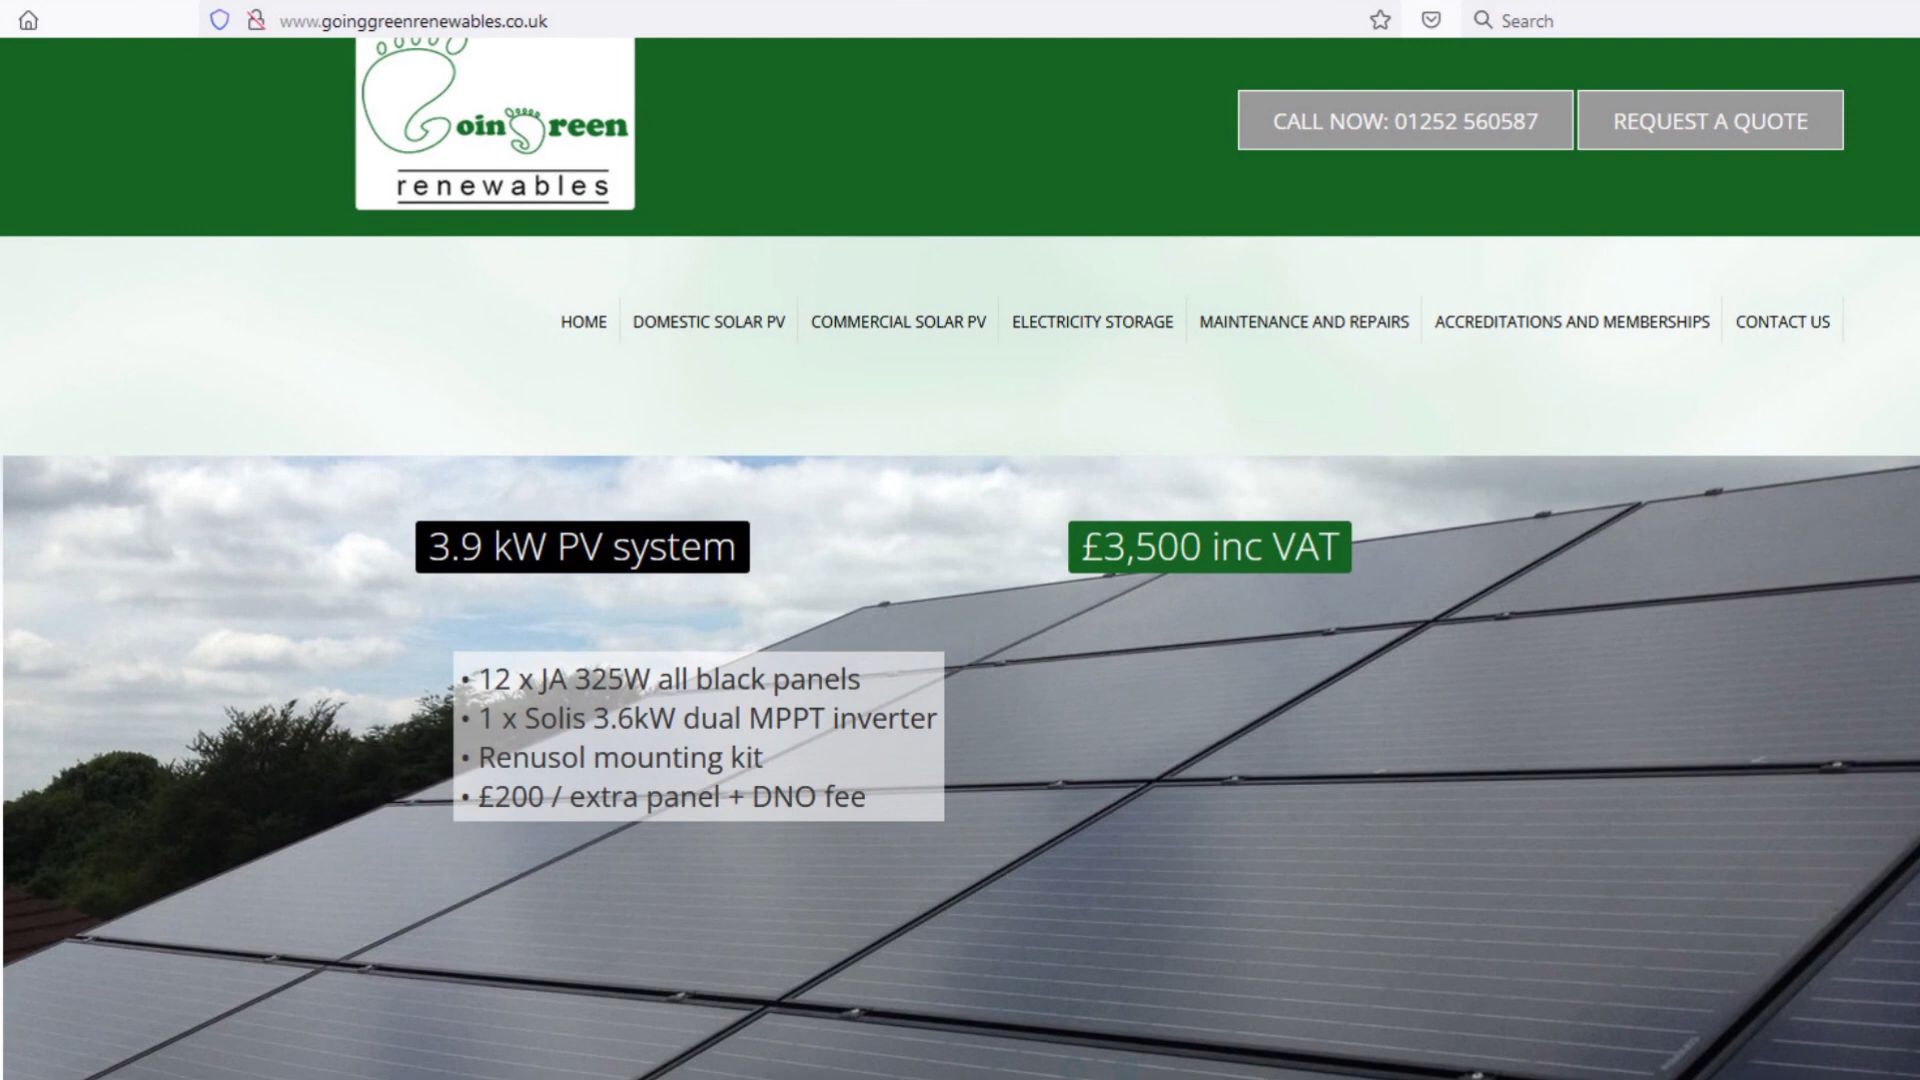 www.goinggreenrenewables.co.uk
Search
Going Green
renewables
CALL NOW: 01252 560587
REQUEST A QUOTE
HOME
DOMESTIC SOLAR PV
COMMERCIAL SOLAR PV
ELECTRICITY STORAGE
MAINTENANCE AND REPAIRS
ACCREDITATIONS AND MEMBERSHIPS
CONTACT US
3.9 kW PV system
£3,500 inc VAT
• 12 x JA 325W all black panels
• 1 x Solis 3.6kW dual MPPT inverter
• Renusol mounting kit
• £200 / extra panel + DNO fee